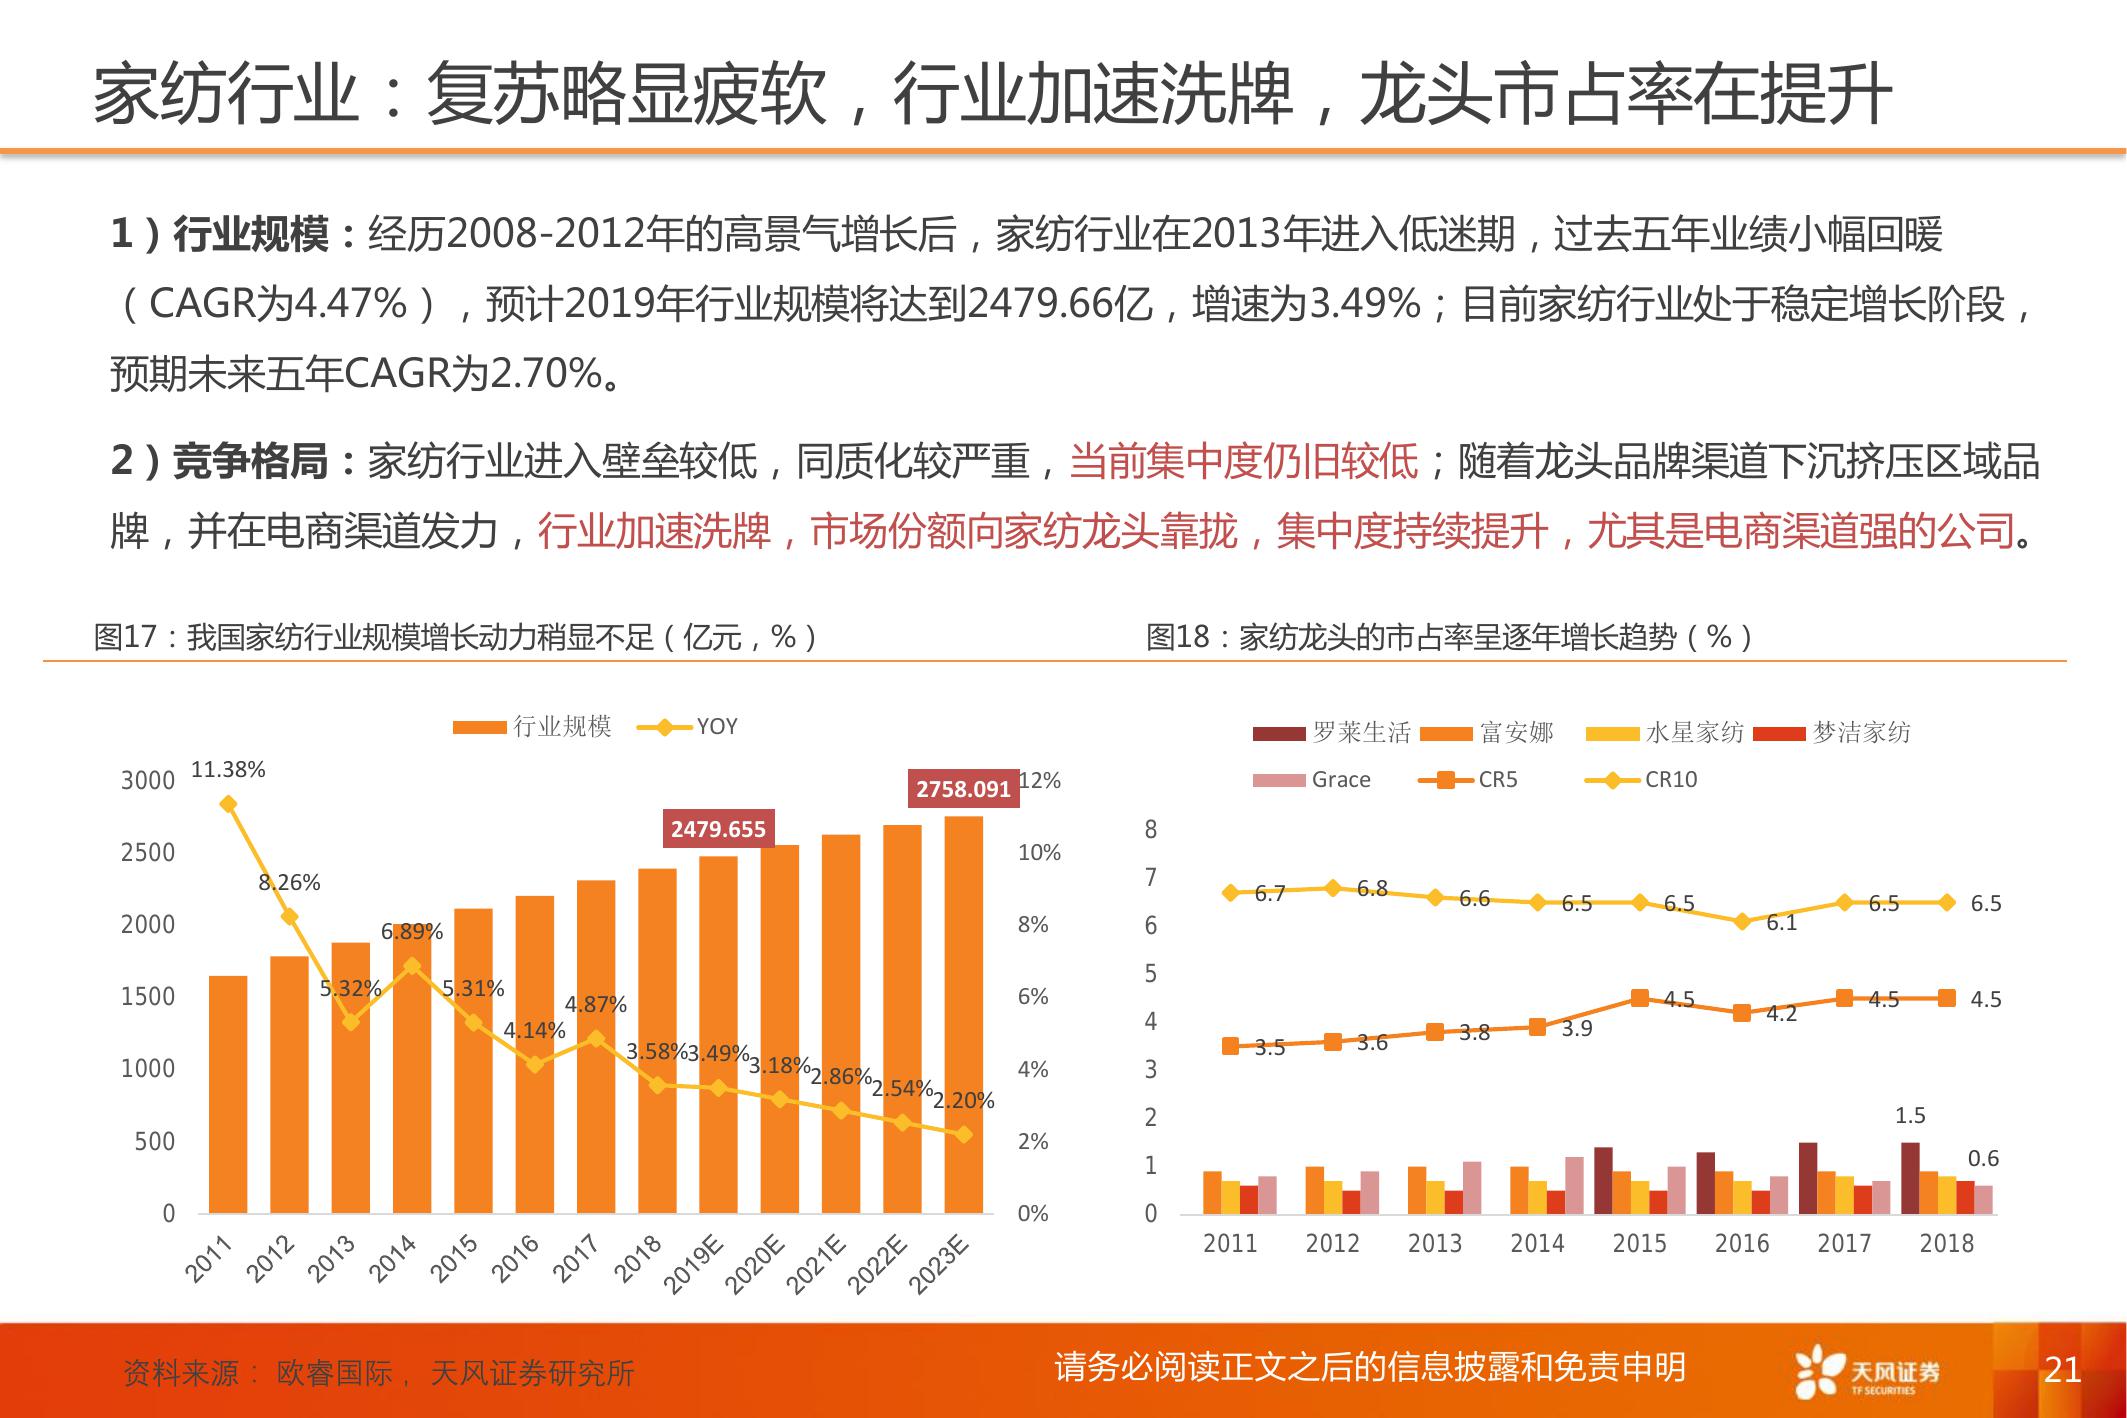 家纺行业：复苏略显疲软，行业加速洗牌，龙头市占率在提升
1）行业规模：经历2008-2012年的高景气增长后，家纺行业在2013年进入低迷期，过去五年业绩小幅回暖
（CAGR为4.47%），预计2019年行业规模将达到2479.66亿，增速为3.49%；目前家纺行业处于稳定增长阶段，
预期未来五年CAGR为2.70%。
2）竞争格局：家纺行业进入壁垒较低，同质化较严重，当前集中度仍旧较低；随着龙头品牌渠道下沉挤压区域品
牌，并在电商渠道发力，行业加速洗牌，市场份额向家纺龙头靠拢，集中度持续提升，尤其是电商渠道强的公司。
图17：我国家纺行业规模增长动力稍显不足（亿元，%）
行业规模 YOY
3000
2500
2000
1500
1000
500
0
12%
10%
8%
6%
4%
2%
0%
11.38%
8.26%
5.32%
6.89%
5.31%
4.14%
4.87%
3.58%
3.49%
3.18%
2.86%
2.54%
2.20%
2479.655
2758.091
2011 2012 2013 2014 2015 2016 2017 2018 2019E 2020E 2021E 2022E 2023E
图18：家纺龙头的市占率呈逐年增长趋势（%）
罗莱生活 富安娜 水星家纺 梦洁家纺
Grace CR5 CR10
8
7
6
5
4
3
2
1
0
6.7 6.8 6.6 6.5 6.5 6.1 6.5 6.5
3.5 3.6 3.8 3.9 4.5 4.2 4.5 4.5
1.5
0.6
2011 2012 2013 2014 2015 2016 2017 2018
资料来源：欧睿国际，天风证券研究所
请务必阅读正文之后的信息披露和免责申明
天风证券
TF SECURITIES
21